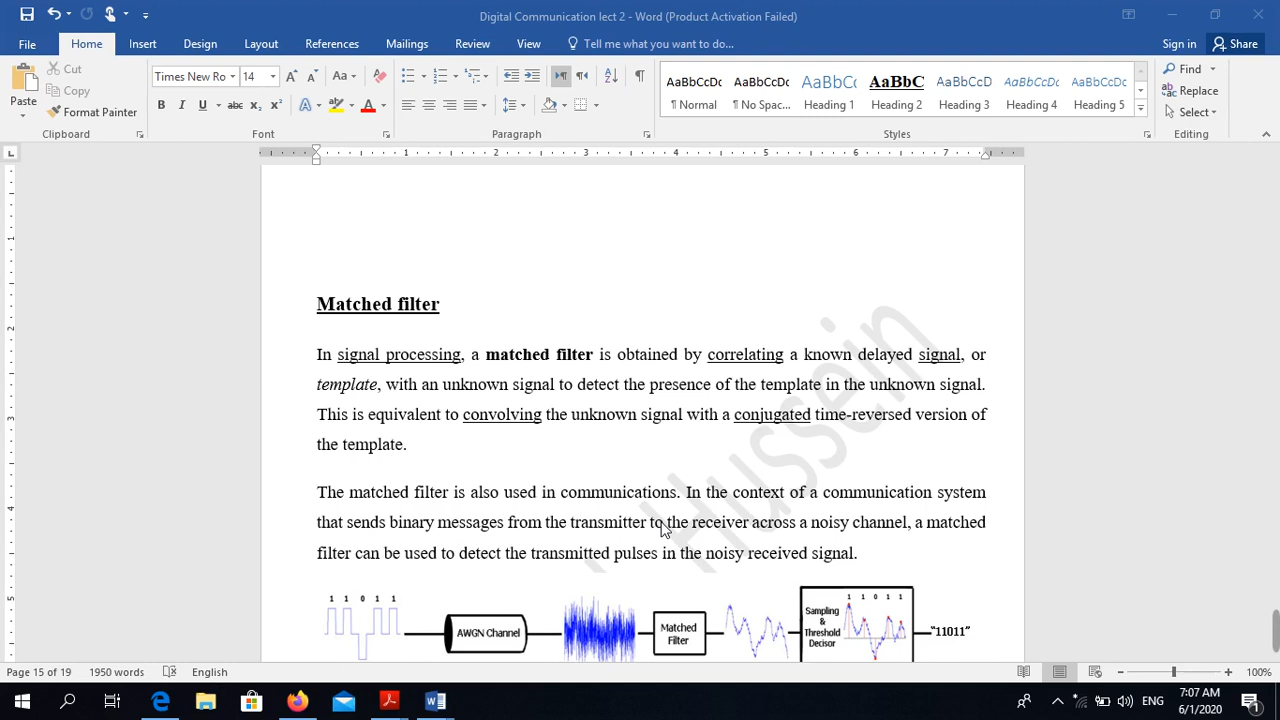 Digital Communication lect 2 - Word (Product Activation Failed)
File Home Insert Design Layout References Mailings Review View Tell me what you want to do... Sign in Share
Paste
Cut
Copy
Format Painter
Clipboard
Times New Ro 14
Font
Paragraph
AaBbCcDc AaBbCcDc AaBbCc AaBbC AaBbCcD AaBbCcDc AaBbCcDc
¶ Normal ¶ No Spac... Heading 1 Heading 2 Heading 3 Heading 4 Heading 5
Styles
Find
Replace
Select
Editing
1 2 3 4 5 6 7
Hussein
Matched filter
In signal processing, a matched filter is obtained by correlating a known delayed signal, or
template, with an unknown signal to detect the presence of the template in the unknown signal.
This is equivalent to convolving the unknown signal with a conjugated time-reversed version of
the template.
The matched filter is also used in communications. In the context of a communication system
that sends binary messages from the transmitter to the receiver across a noisy channel, a matched
filter can be used to detect the transmitted pulses in the noisy received signal.
1 1 0 1 1
AWGN Channel
Matched
Filter
Sampling
&
Threshold
Decisor
1 1 0 1 1
"11011"
Page 15 of 19 1950 words English 100%
ENG
7:07 AM
6/1/2020